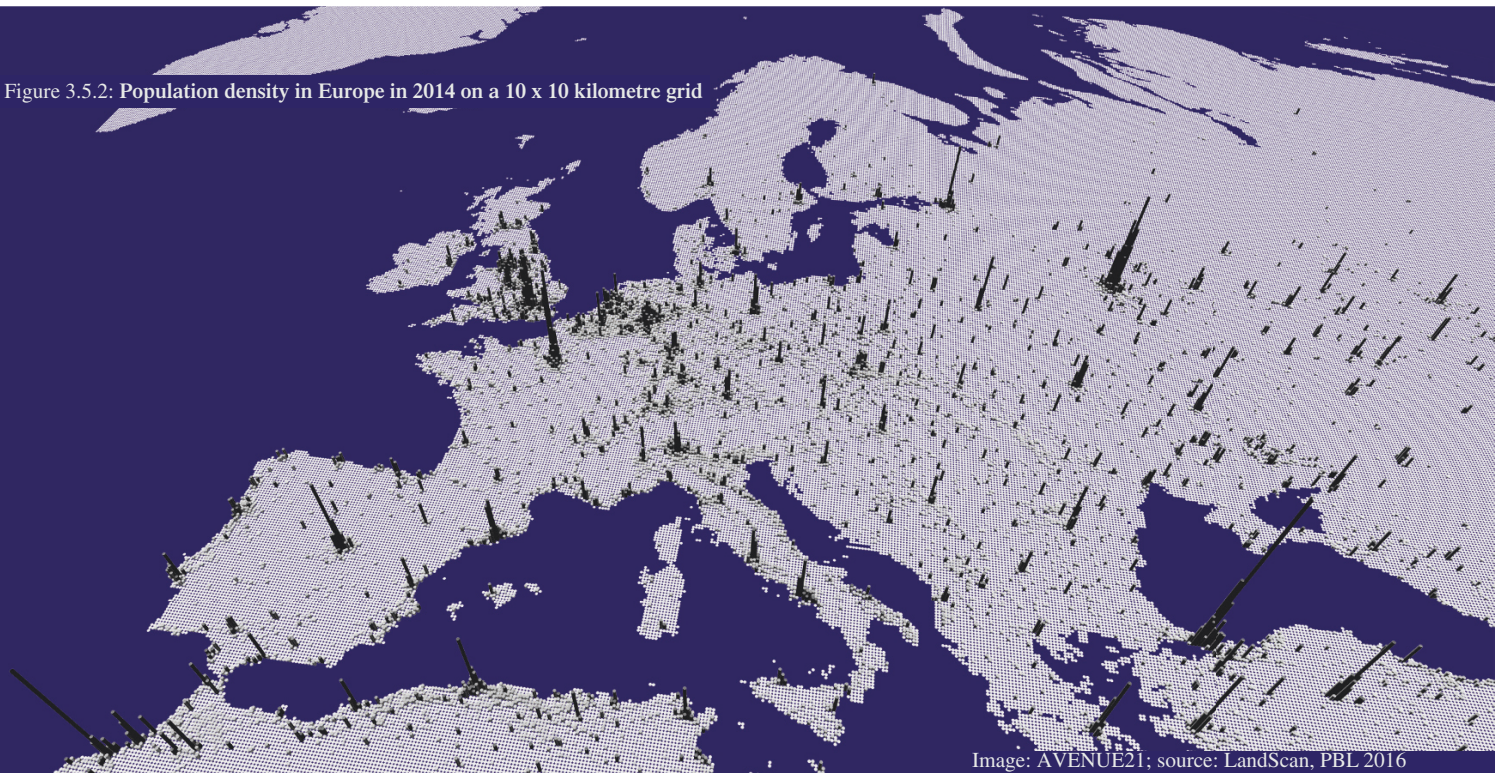 Figure 3.5.2: Population density in Europe in 2014 on a 10 x 10 kilometre grid
Image: AVENUE21; source: LandScan, PBL 2016